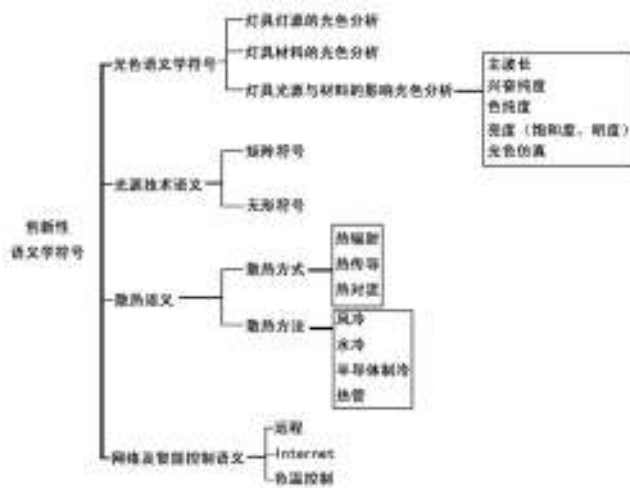 灯具灯源的光色分析
光色语义学符号
灯具材料的光色分析
灯具光源与材料的影响光色分析
主波长
兴奋纯度
色纯度
亮度（饱和度、明度）
光色仿真
光源技术语义
符号
无形符号
创新性
语义学符号
散热语义
散热方式
热辐射
热传导
热对流
散热方法
风冷
水冷
半导体制冷
热管
网络及智能控制语义
远程
Internet
色温控制